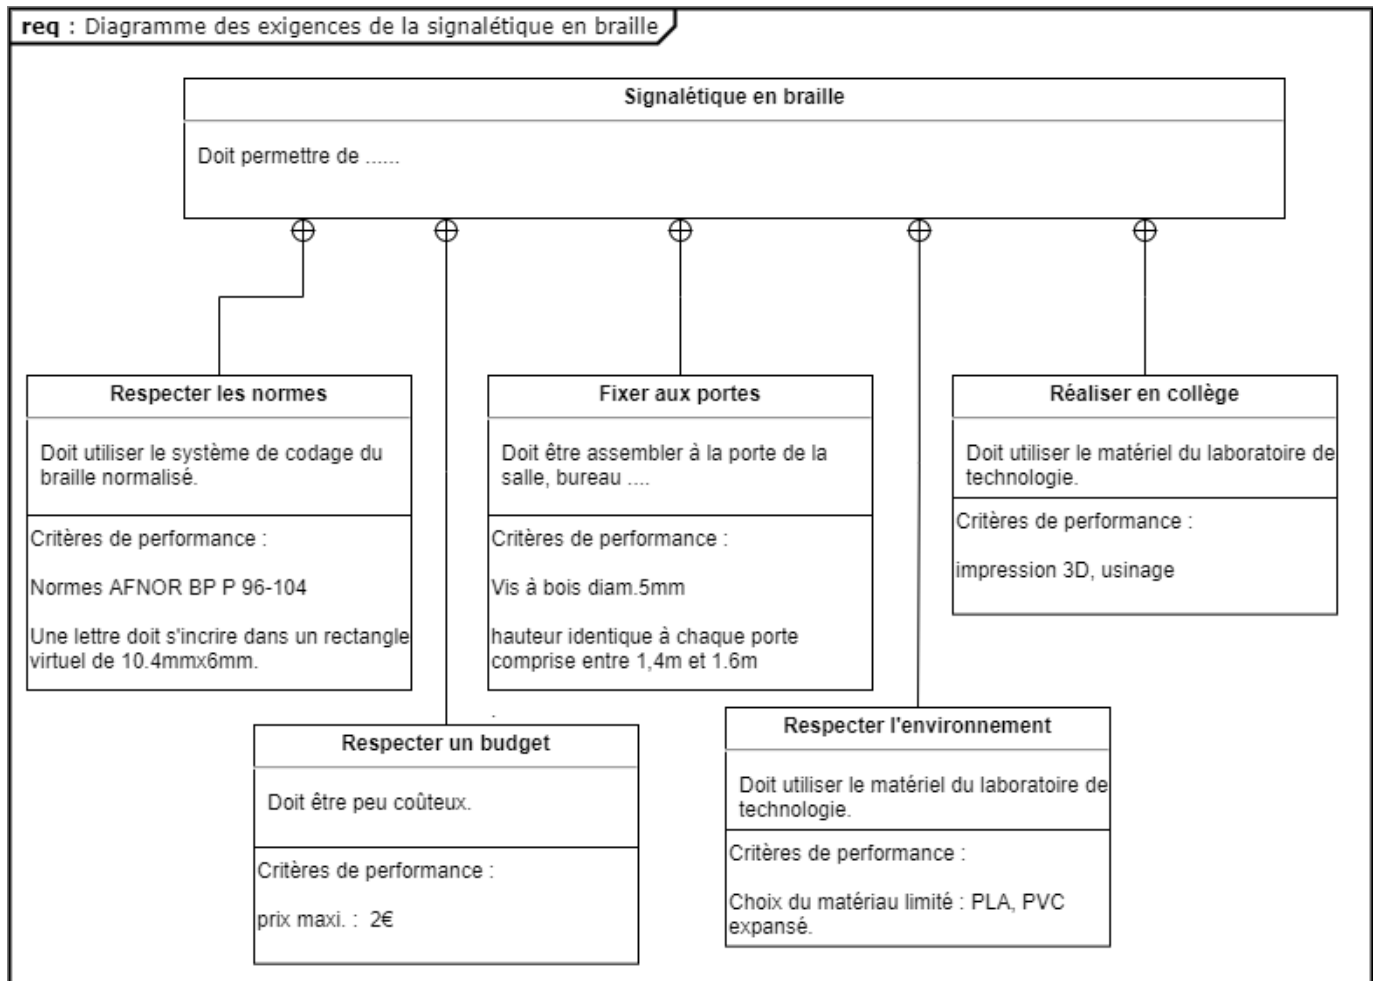 req : Diagramme des exigences de la signalétique en braille
Signalétique en braille
Doit permettre de ......
Respecter les normes
Doit utiliser le système de codage du
braille normalisé.
Critères de performance :
Normes AFNOR BP P 96-104
Une lettre doit s'incrire dans un rectangle
virtuel de 10.4mmx6mm.
Fixer aux portes
Doit être assembler à la porte de la
salle, bureau ....
Critères de performance :
Vis à bois diam.5mm
hauteur identique à chaque porte
comprise entre 1,4m et 1.6m
Réaliser en collège
Doit utiliser le matériel du laboratoire de
technologie.
Critères de performance :
impression 3D, usinage
.
Respecter un budget
Doit être peu coûteux.
Critères de performance :
prix maxi. : 2€
Respecter l'environnement
Doit utiliser le matériel du laboratoire de
technologie.
Critères de performance :
Choix du matériau limité : PLA, PVC
expansé.